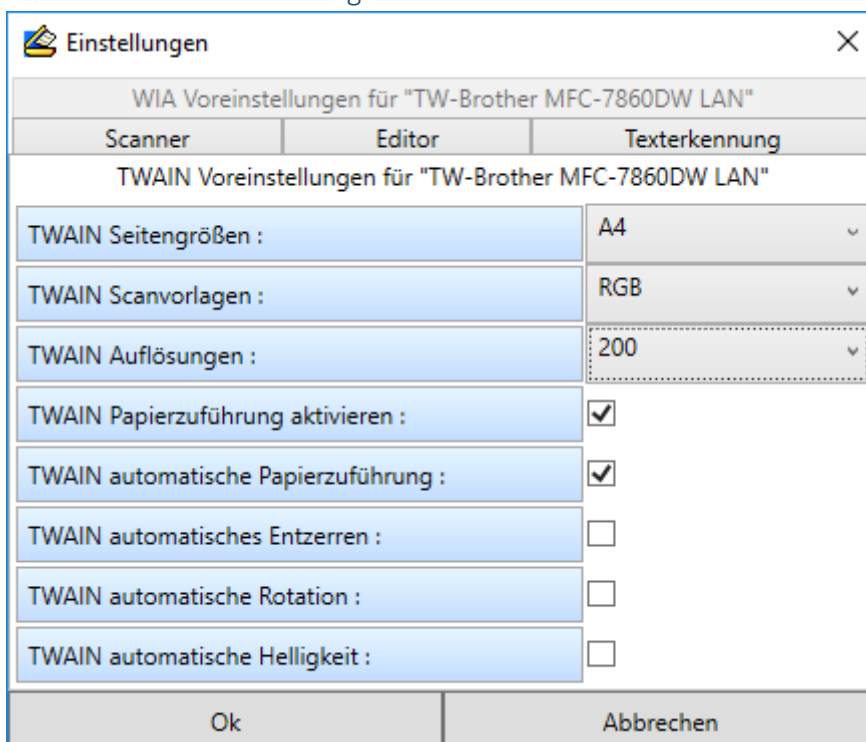 Einstellungen
WIA Voreinstellungen für "TW-Brother MFC-7860DW LAN"
Scanner Editor Texterkennung
TWAIN Voreinstellungen für "TW-Brother MFC-7860DW LAN"
TWAIN Seitengrößen : A4
TWAIN Scanvorlagen : RGB
TWAIN Auflösungen : 200
TWAIN Papierzuführung aktivieren :
TWAIN automatische Papierzuführung :
TWAIN automatisches Entzerren :
TWAIN automatische Rotation :
TWAIN automatische Helligkeit :
Ok Abbrechen